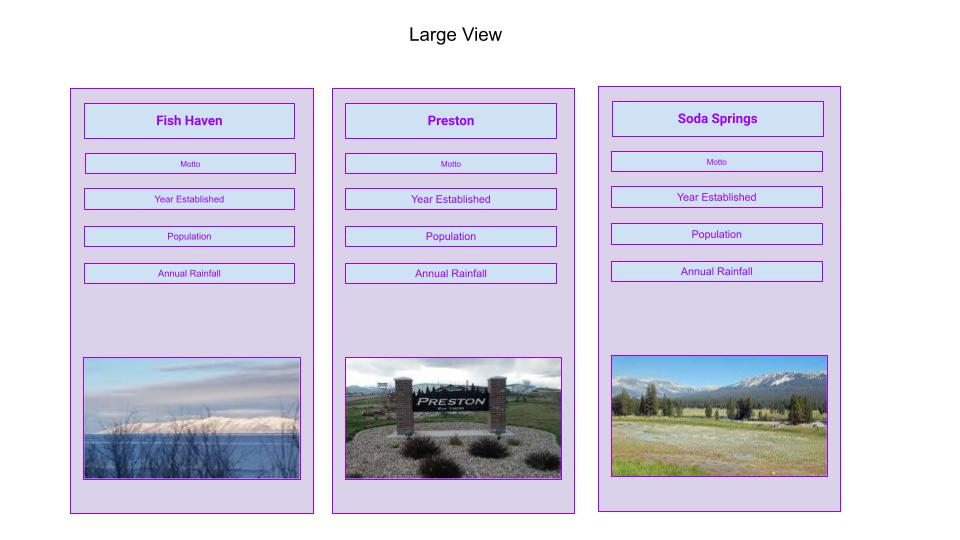 Large View
Fish Haven
Motto
Year Established
Population
Annual Rainfall
Preston
Motto
Year Established
Population
Annual Rainfall
PRESTON
Soda Springs
Motto
Year Established
Population
Annual Rainfall